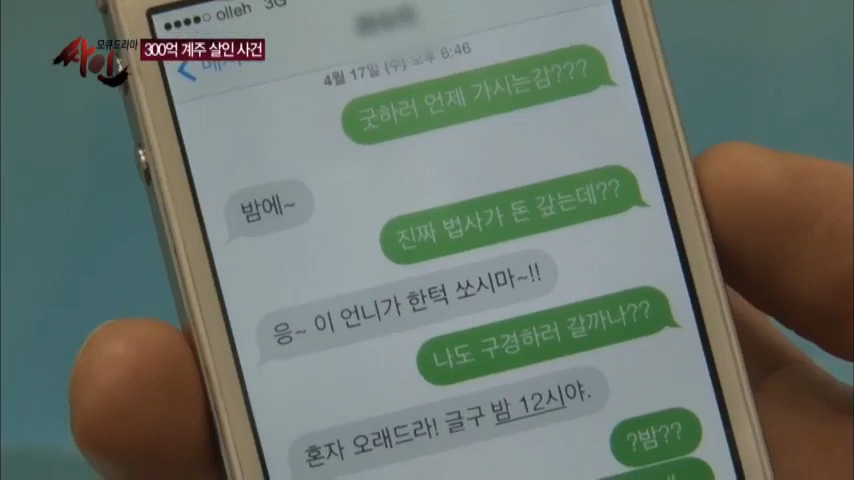 모큐드라마
싸인
300억 계주 살인 사건
olleh 3G
4월 17일 (수) 오후 6:46
굿하러 언제 가시는감???
밤에~
진짜 법사가 돈 갚는데??
응~ 이 언니가 한턱 쏘시마~!!
나도 구경하러 갈까나??
혼자 오래드라! 글구 밤 12시야.
?밤??